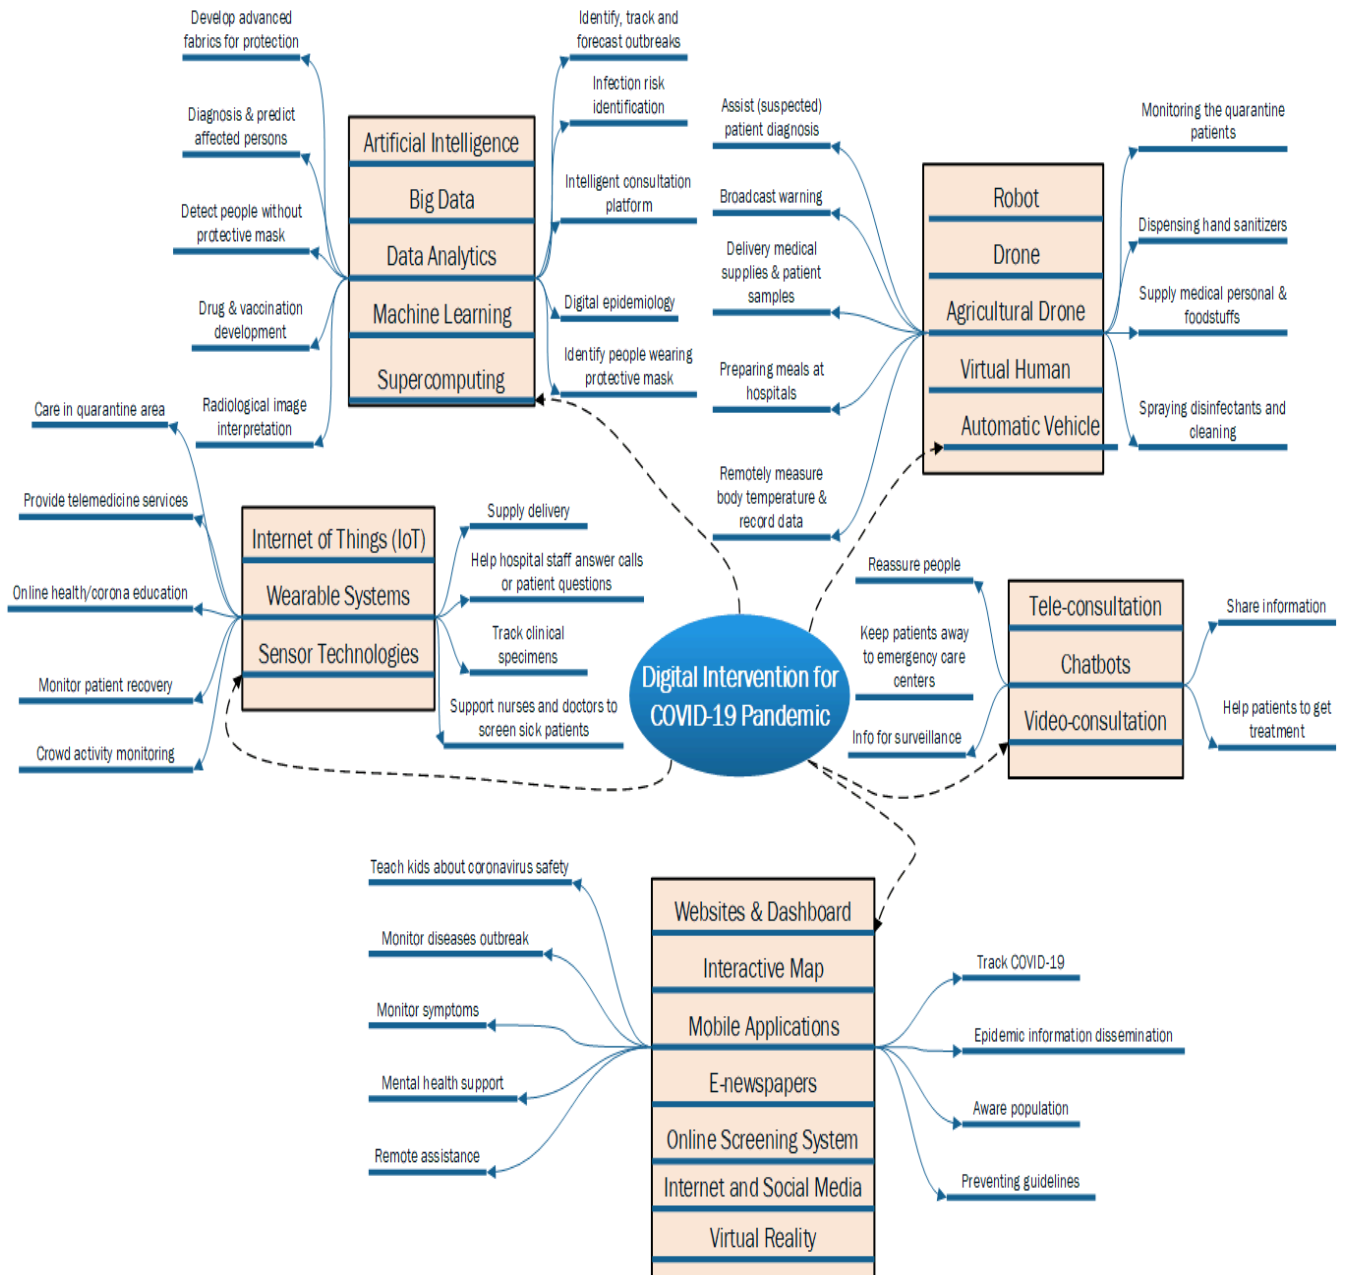 Develop advanced
fabrics for protection
Diagnosis & predict
affected persons
Detect people without
protective mask
Drug & vaccination
development
Radiological image
interpretation
Artificial Intelligence
Big Data
Data Analytics
Machine Learning
Supercomputing
Identify, track and
forecast outbreaks
Infection risk
identification
Intelligent consultation
platform
Digital epidemiology
Identify people wearing
protective mask
Assist (suspected)
patient diagnosis
Broadcast warning
Delivery medical
supplies & patient
samples
Preparing meals at
hospitals
Remotely measure
body temperature &
record data
Robot
Drone
Agricultural Drone
Virtual Human
Automatic Vehicle
Monitoring the quarantine
patients
Dispensing hand sanitizers
Supply medical personal &
foodstuffs
Spraying disinfectants and
cleaning
Care in quarantine area
Provide telemedicine services
Online health/corona education
Monitor patient recovery
Crowd activity monitoring
Internet of Things (IoT)
Wearable Systems
Sensor Technologies
Supply delivery
Help hospital staff answer calls
or patient questions
Track clinical
specimens
Support nurses and doctors to
screen sick patients
Digital Intervention for
COVID-19 Pandemic
Reassure people
Keep patients away
to emergency care
centers
Info for surveillance
Tele-consultation
Chatbots
Video-consultation
Share information
Help patients to get
treatment
Teach kids about coronavirus safety
Monitor diseases outbreak
Monitor symptoms
Mental health support
Remote assistance
Websites & Dashboard
Interactive Map
Mobile Applications
E-newspapers
Online Screening System
Internet and Social Media
Virtual Reality
Track COVID-19
Epidemic information dissemination
Aware population
Preventing guidelines